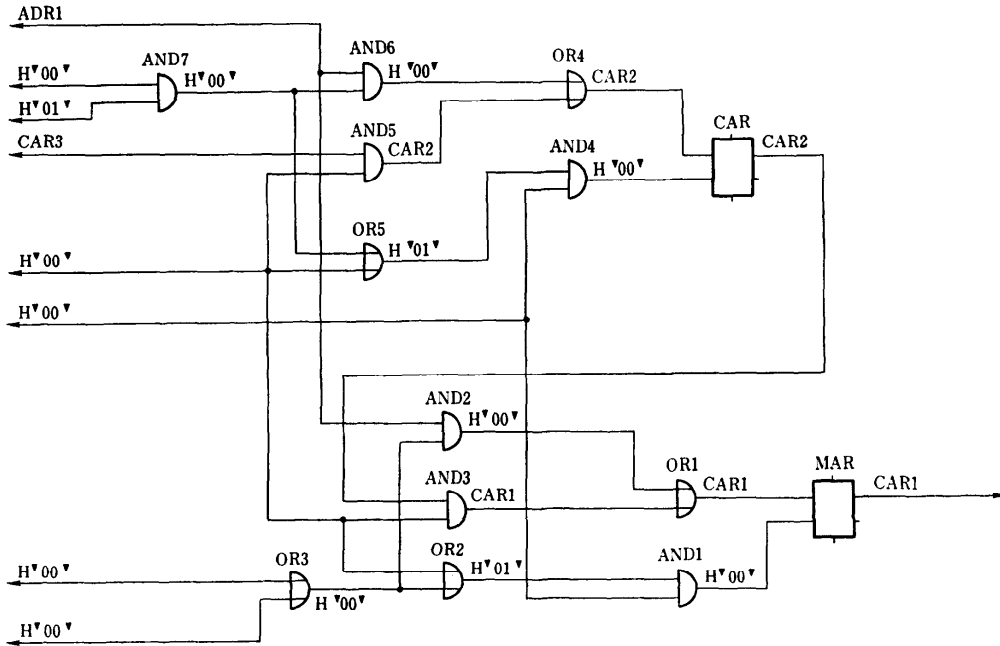 ADR1
AND7
H▼00▼
H▼01▼
H▼00▼
AND6
H▼00▼
OR4
CAR2
CAR3
AND5
CAR2
AND4
H▼00▼
CAR
CAR2
OR5
H▼01▼
H▼00▼
H▼00▼
AND2
H▼00▼
AND3
CAR1
OR1
CAR1
MAR
CAR1
OR3
H▼00▼
OR2
H▼01▼
AND1
H▼00▼
H▼00▼
H▼00▼